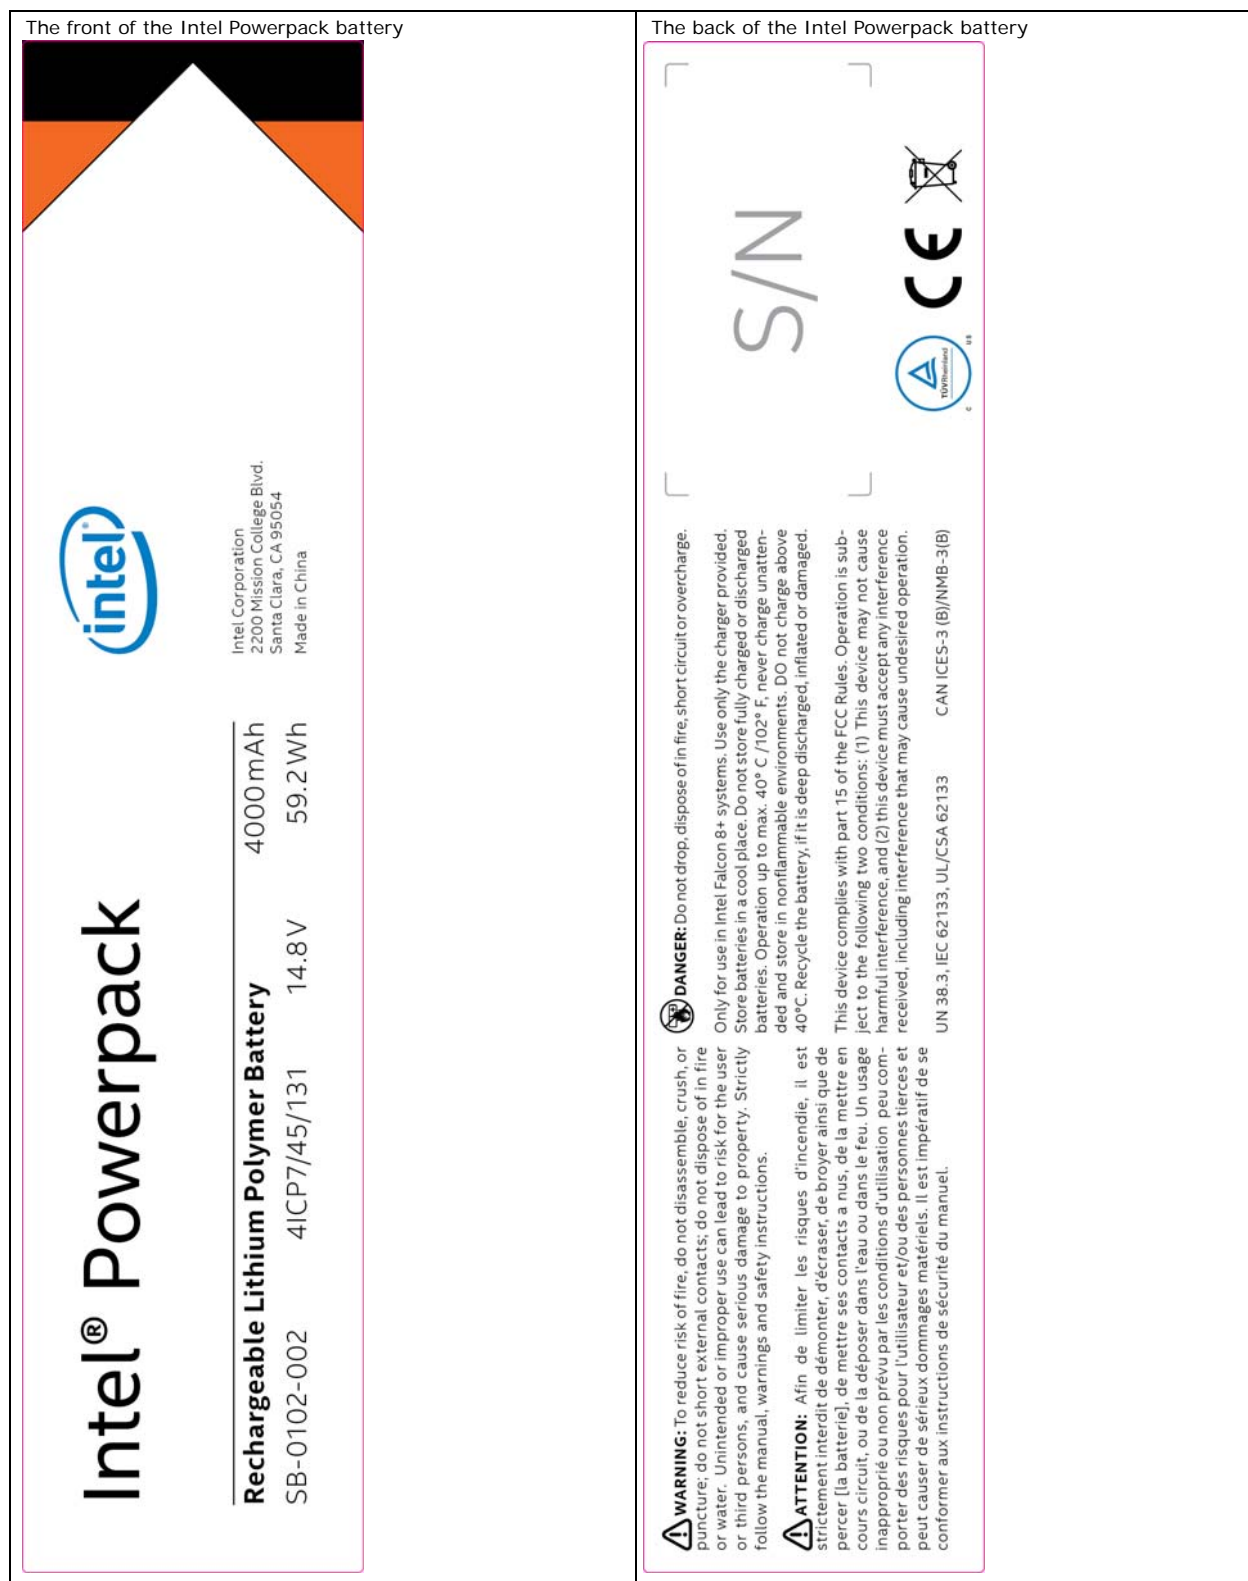 The front of the Intel Powerpack battery
Intel® Powerpack
intel®
Rechargeable Lithium Polymer Battery 4000 mAh
SB-0102-002 4ICP7/45/131 14.8 V 59.2 Wh
Intel Corporation
2200 Mission College Blvd.
Santa Clara, CA 95054
Made in China
The back of the Intel Powerpack battery
WARNING: To reduce risk of fire, do not disassemble, crush, or
puncture; do not short external contacts; do not dispose of in fire
or water. Unintended or improper use can lead to risk for the user
or third persons, and cause serious damage to property. Strictly
follow the manual, warnings and safety instructions.
ATTENTION: Afin de limiter les risques d'incendie, il est
strictement interdit de démonter, d'écraser, de broyer ainsi que de
percer [la batterie], de mettre ses contacts a nus, de la mettre en
cours circuit, ou de la déposer dans l'eau ou dans le feu. Un usage
inapproprié ou non prévu par les conditions d'utilisation peu com-
porter des risques pour l'utilisateur et/ou des personnes tierces et
peut causer de sérieux dommages matériels. Il est impératif de se
conformer aux instructions de sécurité du manuel.
DANGER: Do not drop, dispose of in fire, short circuit or overcharge.
Only for use in Intel Falcon 8+ systems. Use only the charger provided.
Store batteries in a cool place. Do not store fully charged or discharged
batteries. Operation up to max. 40° C /102° F, never charge unatten-
ded and store in nonflammable environments. DO not charge above
40°C. Recycle the battery, if it is deep discharged, inflated or damaged.
This device complies with part 15 of the FCC Rules. Operation is sub-
ject to the following two conditions: (1) This device may not cause
harmful interference, and (2) this device must accept any interference
received, including interference that may cause undesired operation.
UN 38.3, IEC 62133, UL/CSA 62133 CAN ICES-3 (B)/NMB-3(B)
S/N
TÜVRheinland
C US
CE